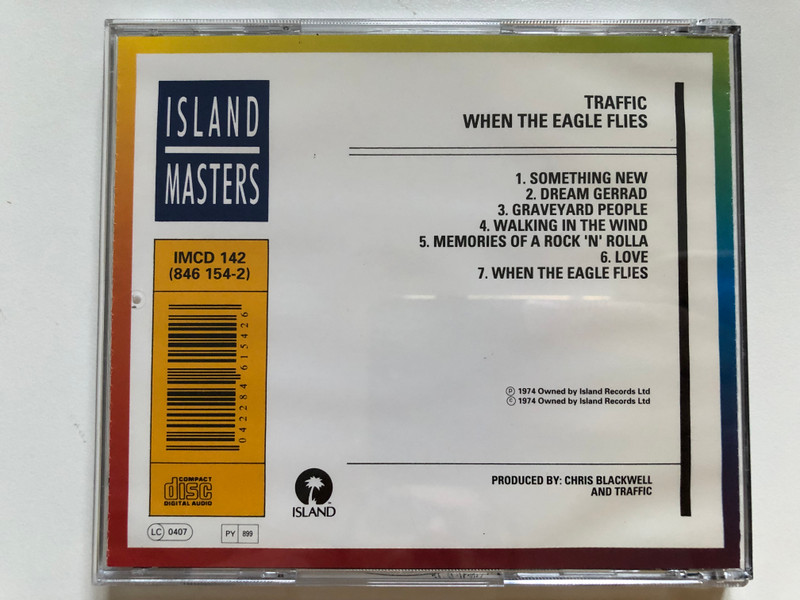 ISLAND
MASTERS
IMCD 142
(846 154-2)
042284615426
COMPACT
disc
DIGITAL AUDIO
LC 0407
PY 899
TRAFFIC
WHEN THE EAGLE FLIES
1. SOMETHING NEW
2. DREAM GERRAD
3. GRAVEYARD PEOPLE
4. WALKING IN THE WIND
5. MEMORIES OF A ROCK 'N' ROLLA
6. LOVE
7. WHEN THE EAGLE FLIES
Ⓟ 1974 Owned by Island Records Ltd
© 1974 Owned by Island Records Ltd
ISLAND
PRODUCED BY: CHRIS BLACKWELL
AND TRAFFIC